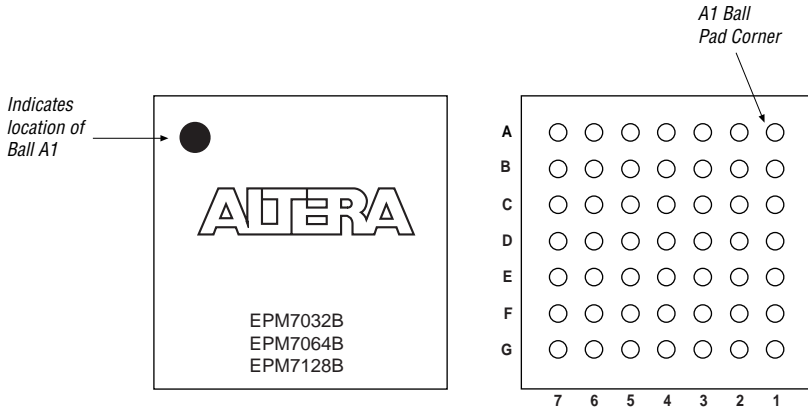 A1 Ball
Pad Corner
Indicates
location of
Ball A1
ALTERA
EPM7032B
EPM7064B
EPM7128B
A
B
C
D
E
F
G
7 6 5 4 3 2 1